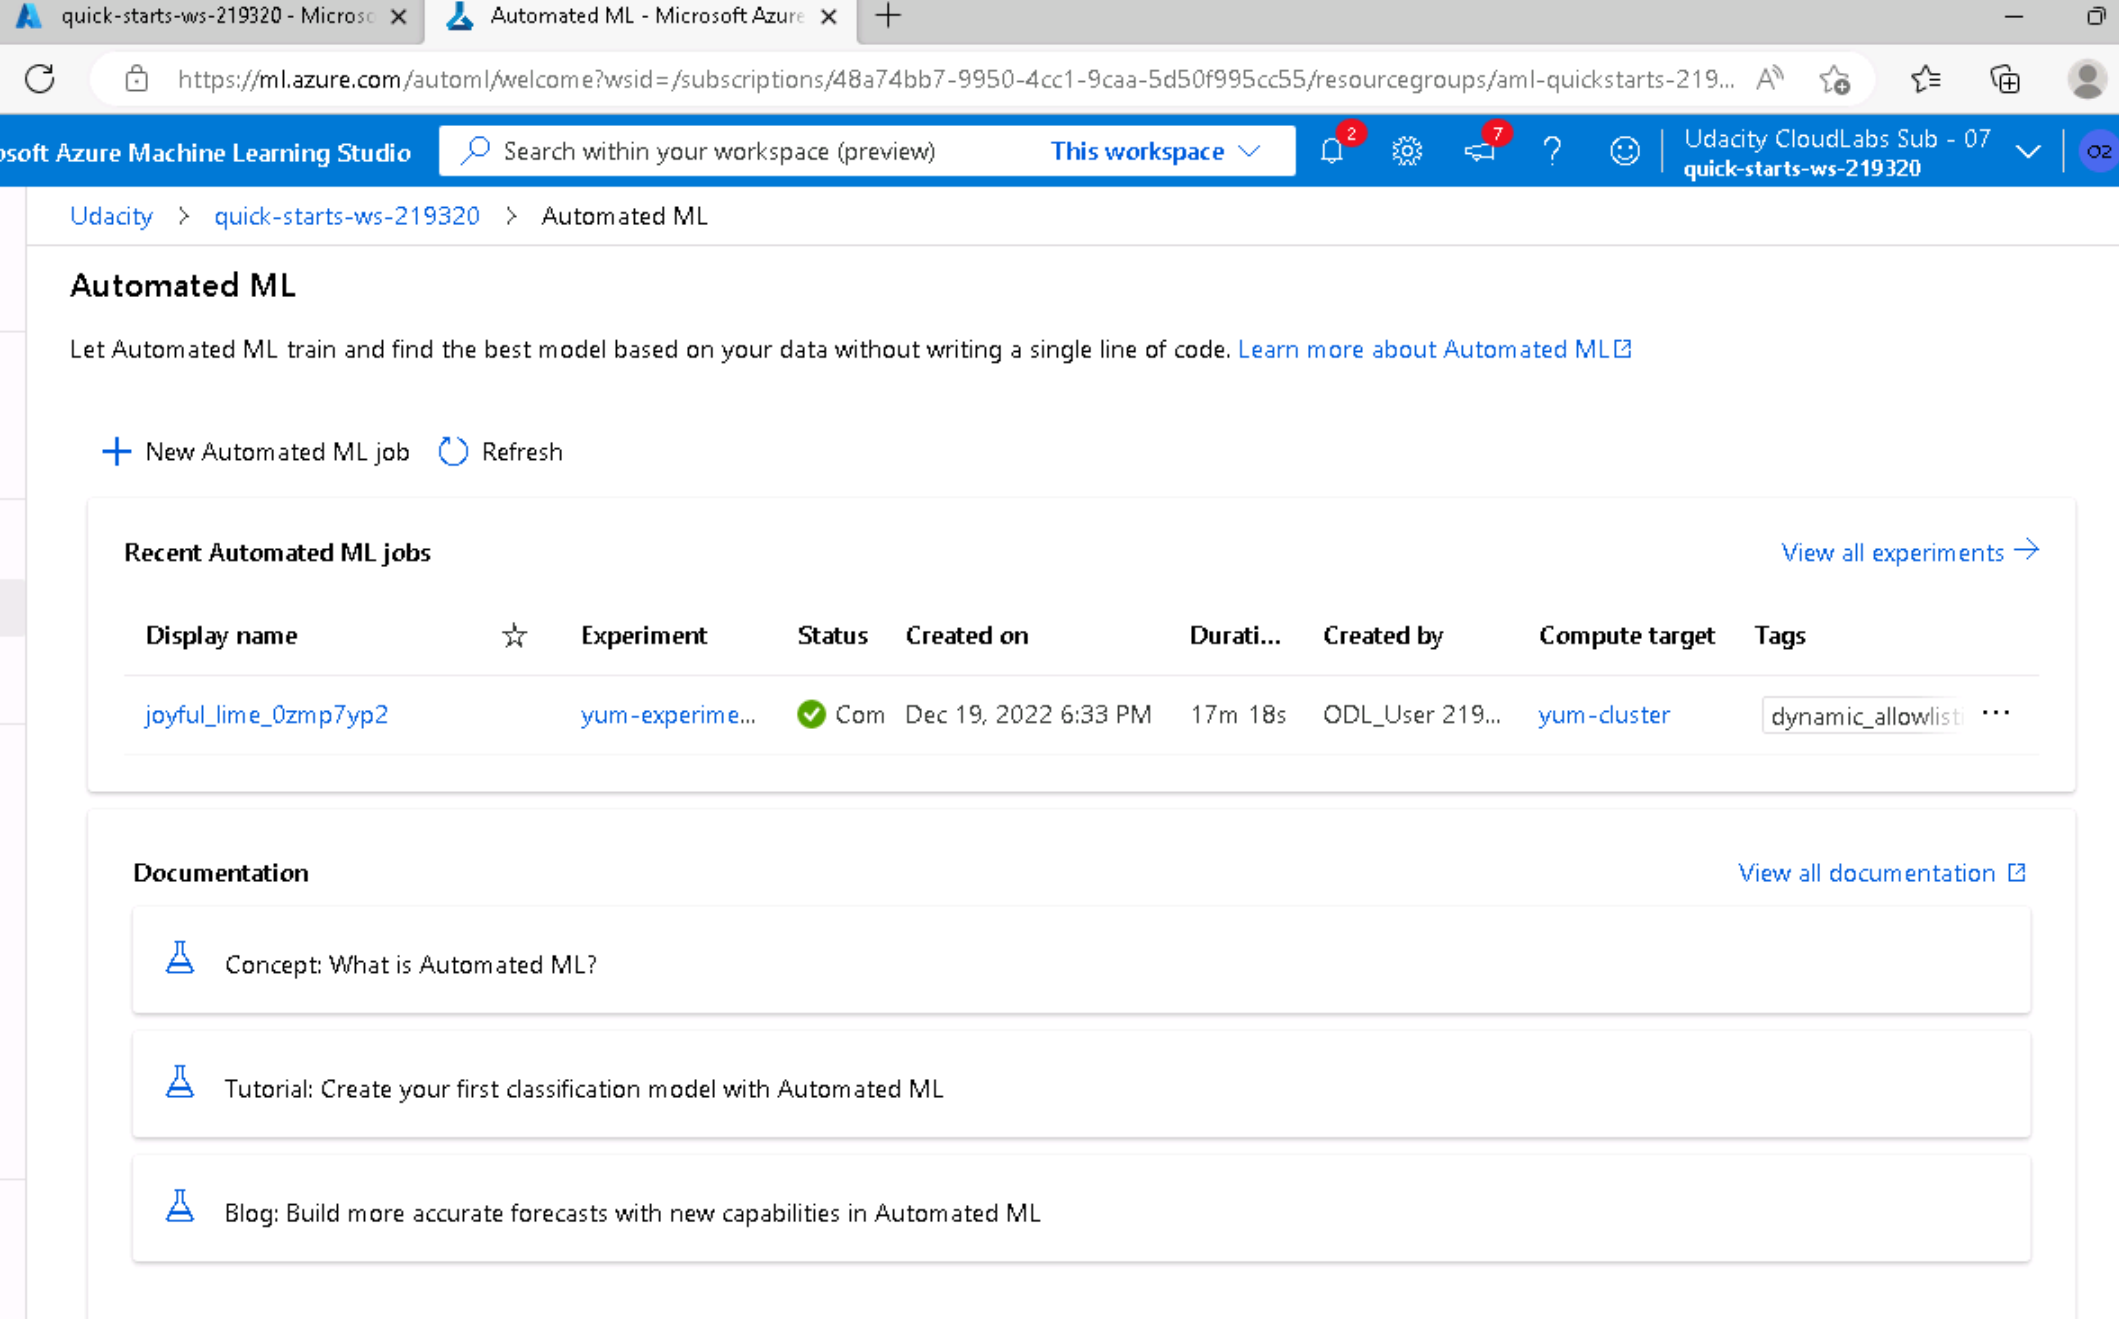 quick-starts-ws-219320 - Microsc Automated ML - Microsoft Azure
https://ml.azure.com/automl/welcome?wsid=/subscriptions/48a74bb7-9950-4cc1-9caa-5d50f995cc55/resourcegroups/aml-quickstarts-219...
osoft Azure Machine Learning Studio Search within your workspace (preview) This workspace 2 7 ? Udacity CloudLabs Sub - 07
quick-starts-ws-219320 O2
Udacity > quick-starts-ws-219320 > Automated ML
Automated ML
Let Automated ML train and find the best model based on your data without writing a single line of code. Learn more about Automated ML
New Automated ML job Refresh
Recent Automated ML jobs View all experiments
Display name Experiment Status Created on Durati... Created by Compute target Tags
joyful_lime_0zmp7yp2 yum-experime... Com Dec 19, 2022 6:33 PM 17m 18s ODL_User 219... yum-cluster dynamic_allowlisti ...
Documentation View all documentation
Concept: What is Automated ML?
Tutorial: Create your first classification model with Automated ML
Blog: Build more accurate forecasts with new capabilities in Automated ML